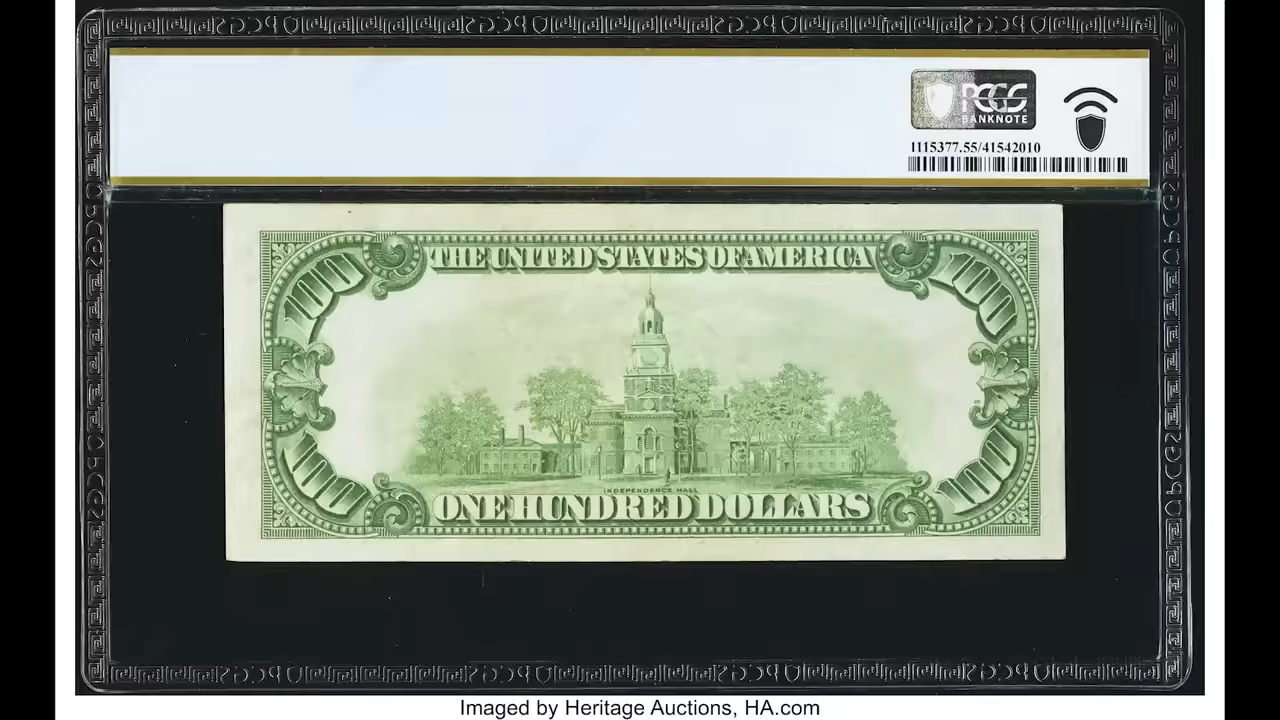 PCGS
BANKNOTE
1115377.55/41542010
THE UNITED STATES OF AMERICA
100
100
100
100
INDEPENDENCE HALL
ONE HUNDRED DOLLARS
Imaged by Heritage Auctions, HA.com